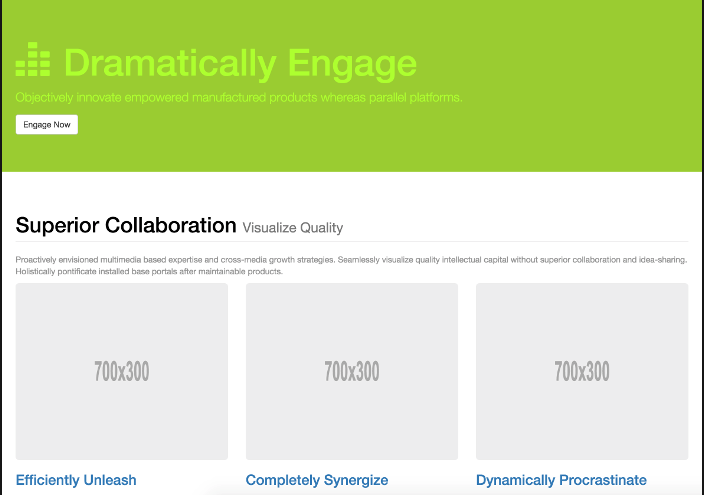 Dramatically Engage
Objectively innovate empowered manufactured products whereas parallel platforms.
Engage Now
Superior Collaboration Visualize Quality
Proactively envisioned multimedia based expertise and cross-media growth strategies. Seamlessly visualize quality intellectual capital without superior collaboration and idea-sharing.
Holistically pontificate installed base portals after maintainable products.
700x300 700x300 700x300
Efficiently Unleash Completely Synergize Dynamically Procrastinate